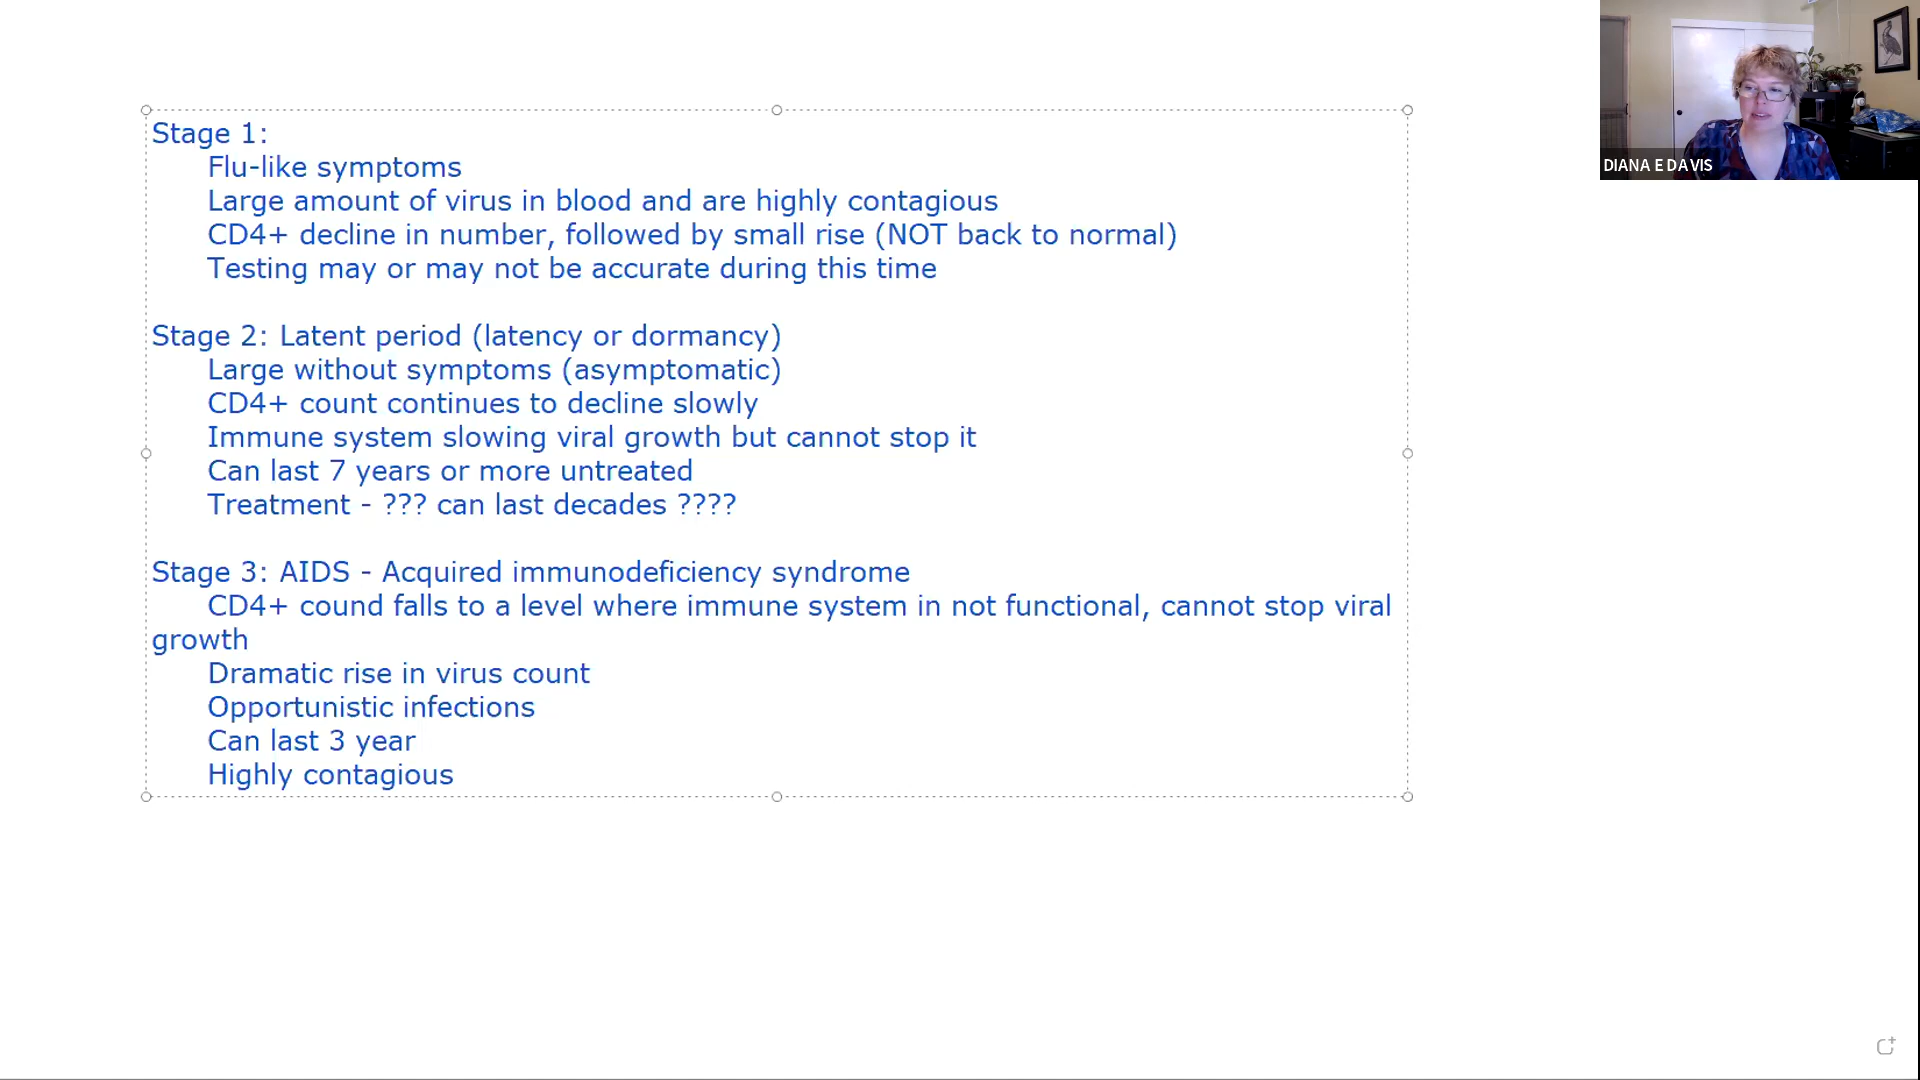 Stage 1:
Flu-like symptoms
Large amount of virus in blood and are highly contagious
CD4+ decline in number, followed by small rise (NOT back to normal)
Testing may or may not be accurate during this time
Stage 2: Latent period (latency or dormancy)
Large without symptoms (asymptomatic)
CD4+ count continues to decline slowly
Immune system slowing viral growth but cannot stop it
Can last 7 years or more untreated
Treatment - ??? can last decades ????
Stage 3: AIDS - Acquired immunodeficiency syndrome
CD4+ cound falls to a level where immune system in not functional, cannot stop viral
growth
Dramatic rise in virus count
Opportunistic infections
Can last 3 year
Highly contagious
DIANA E DAVIS